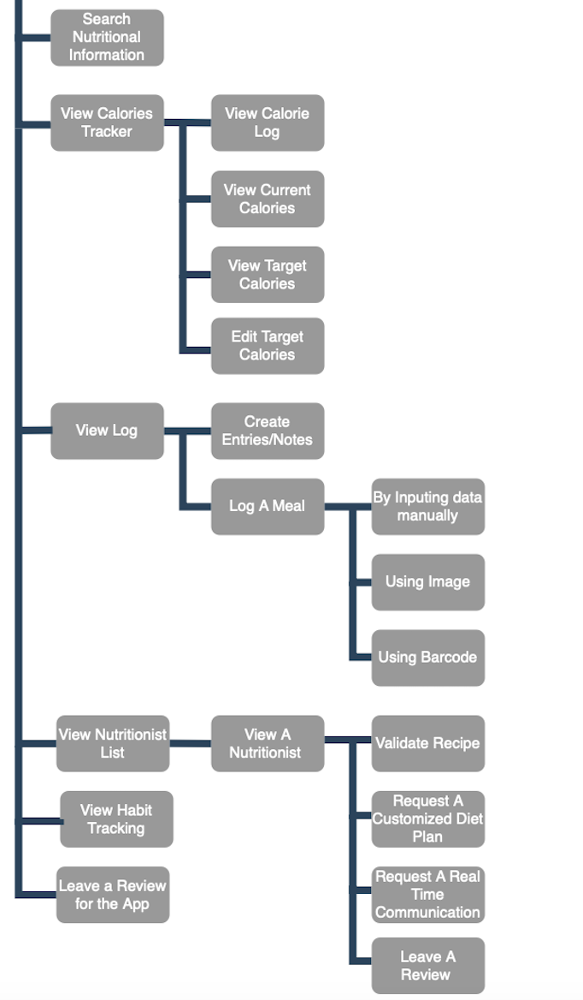 Search
Nutritional
Information
View Calories
Tracker
View Calorie
Log
View Current
Calories
View Target
Calories
Edit Target
Calories
View Log
Create
Entries/Notes
Log A Meal
By Inputing data
manually
Using Image
Using Barcode
View Nutritionist
List
View A
Nutritionist
Validate Recipe
Request A
Customized Diet
Plan
View Habit
Tracking
Request A Real
Time
Communication
Leave a Review
for the App
Leave A
Review